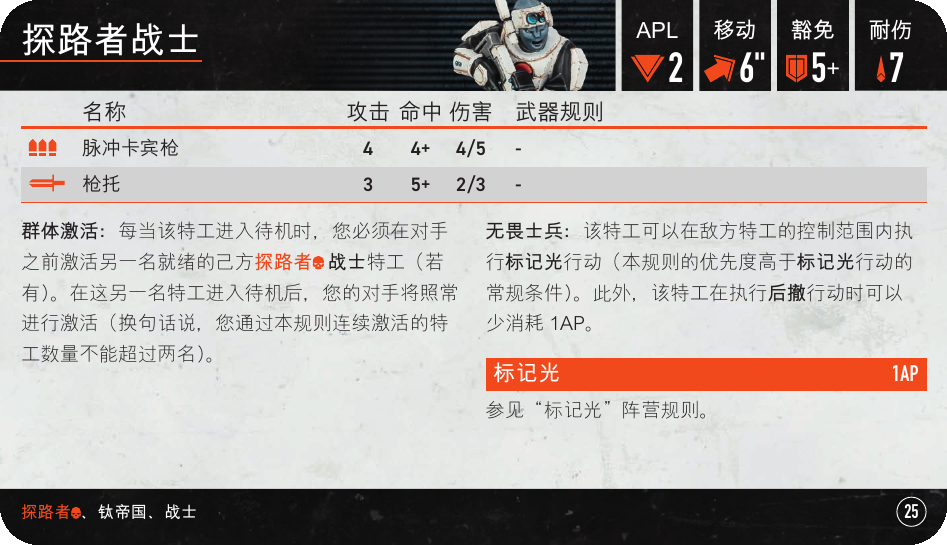 探路者战士
APL 移动 豁免 耐伤
2 6" 5+ 7
名称 攻击 命中 伤害 武器规则
脉冲卡宾枪 4 4+ 4/5 -
枪托 3 5+ 2/3 -
群体激活：每当该特工进入待机时，您必须在对手
之前激活另一名就绪的己方探路者战士特工（若
有）。在这另一名特工进入待机后，您的对手将照常
进行激活（换句话说，您通过本规则连续激活的特
工数量不能超过两名）。
无畏士兵：该特工可以在敌方特工的控制范围内执
行标记光行动（本规则的优先度高于标记光行动的
常规条件）。此外，该特工在执行后撤行动时可以
少消耗 1AP。
标记光 1AP
参见“标记光”阵营规则。
探路者、钛帝国、战士
25